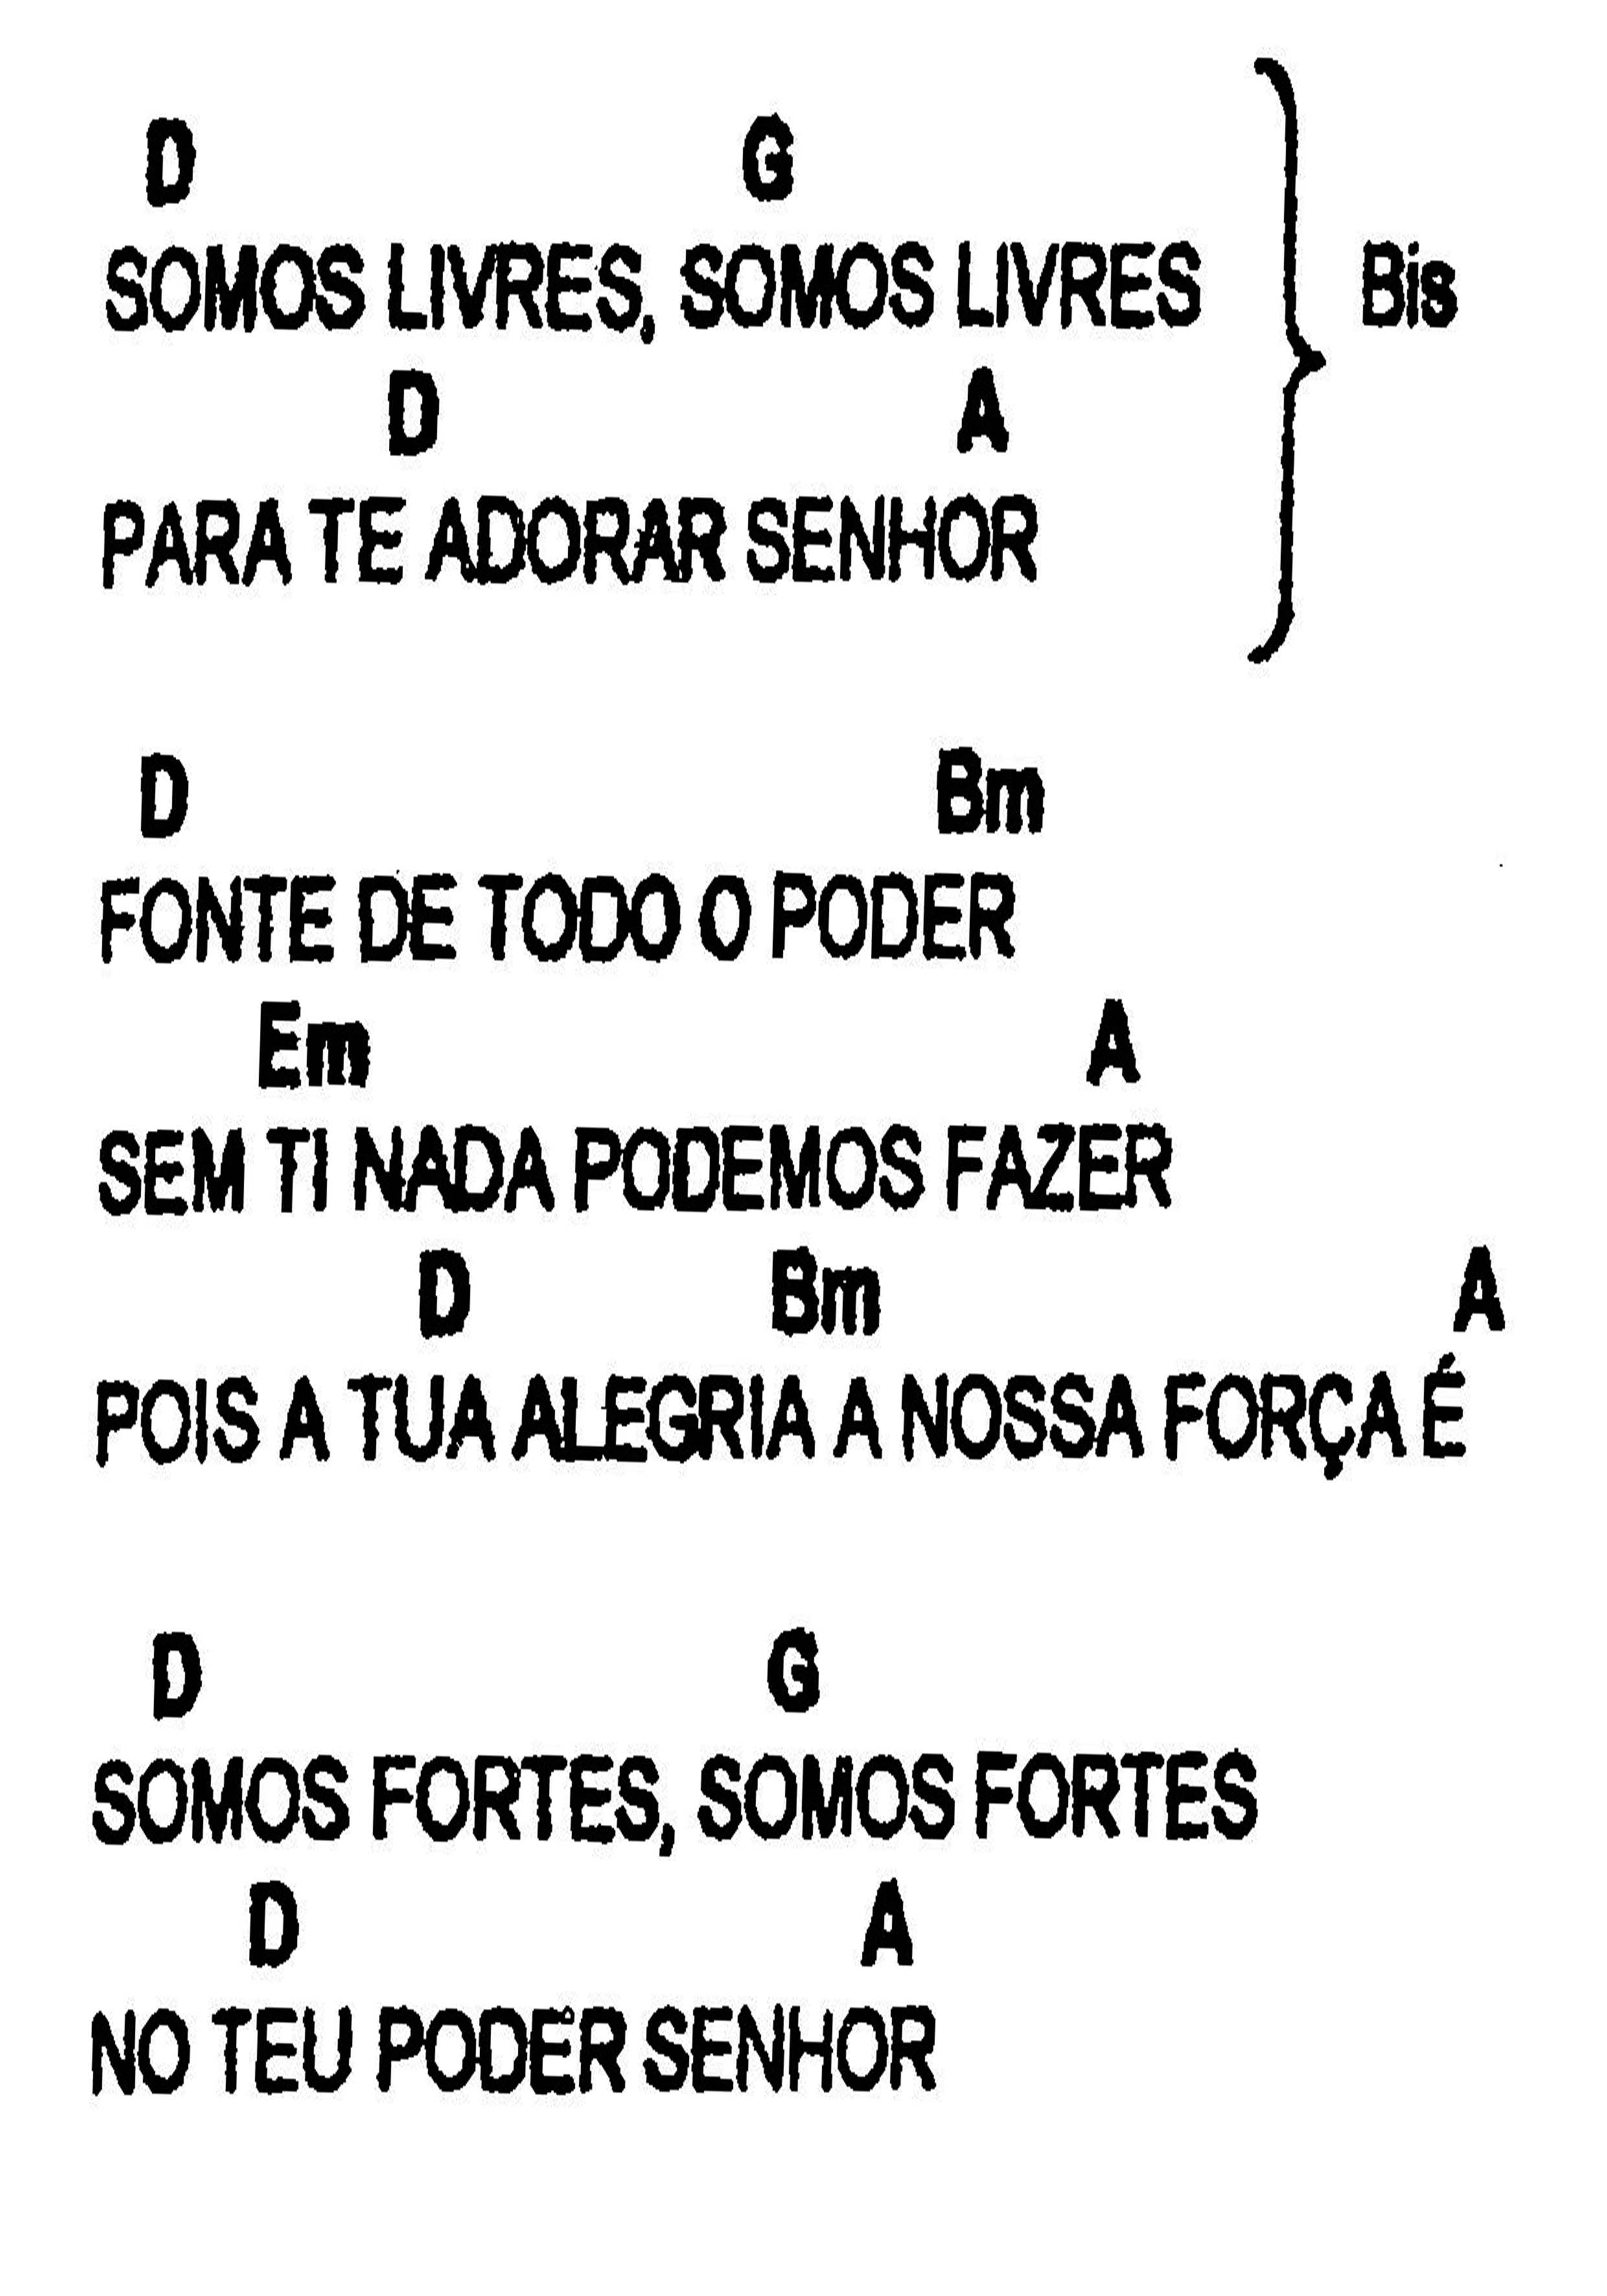 D G
SOMOS LIVRES, SOMOS LIVRES Bis
D A
PARA TE ADORAR SENHOR
D Bm
FONTE DE TODO O PODER
Em A
SEM TI NADA PODEMOS FAZER
D Bm A
POIS A TUA ALEGRIA A NOSSA FORÇA É
D G
SOMOS FORTES, SOMOS FORTES
D A
NO TEU PODER SENHOR